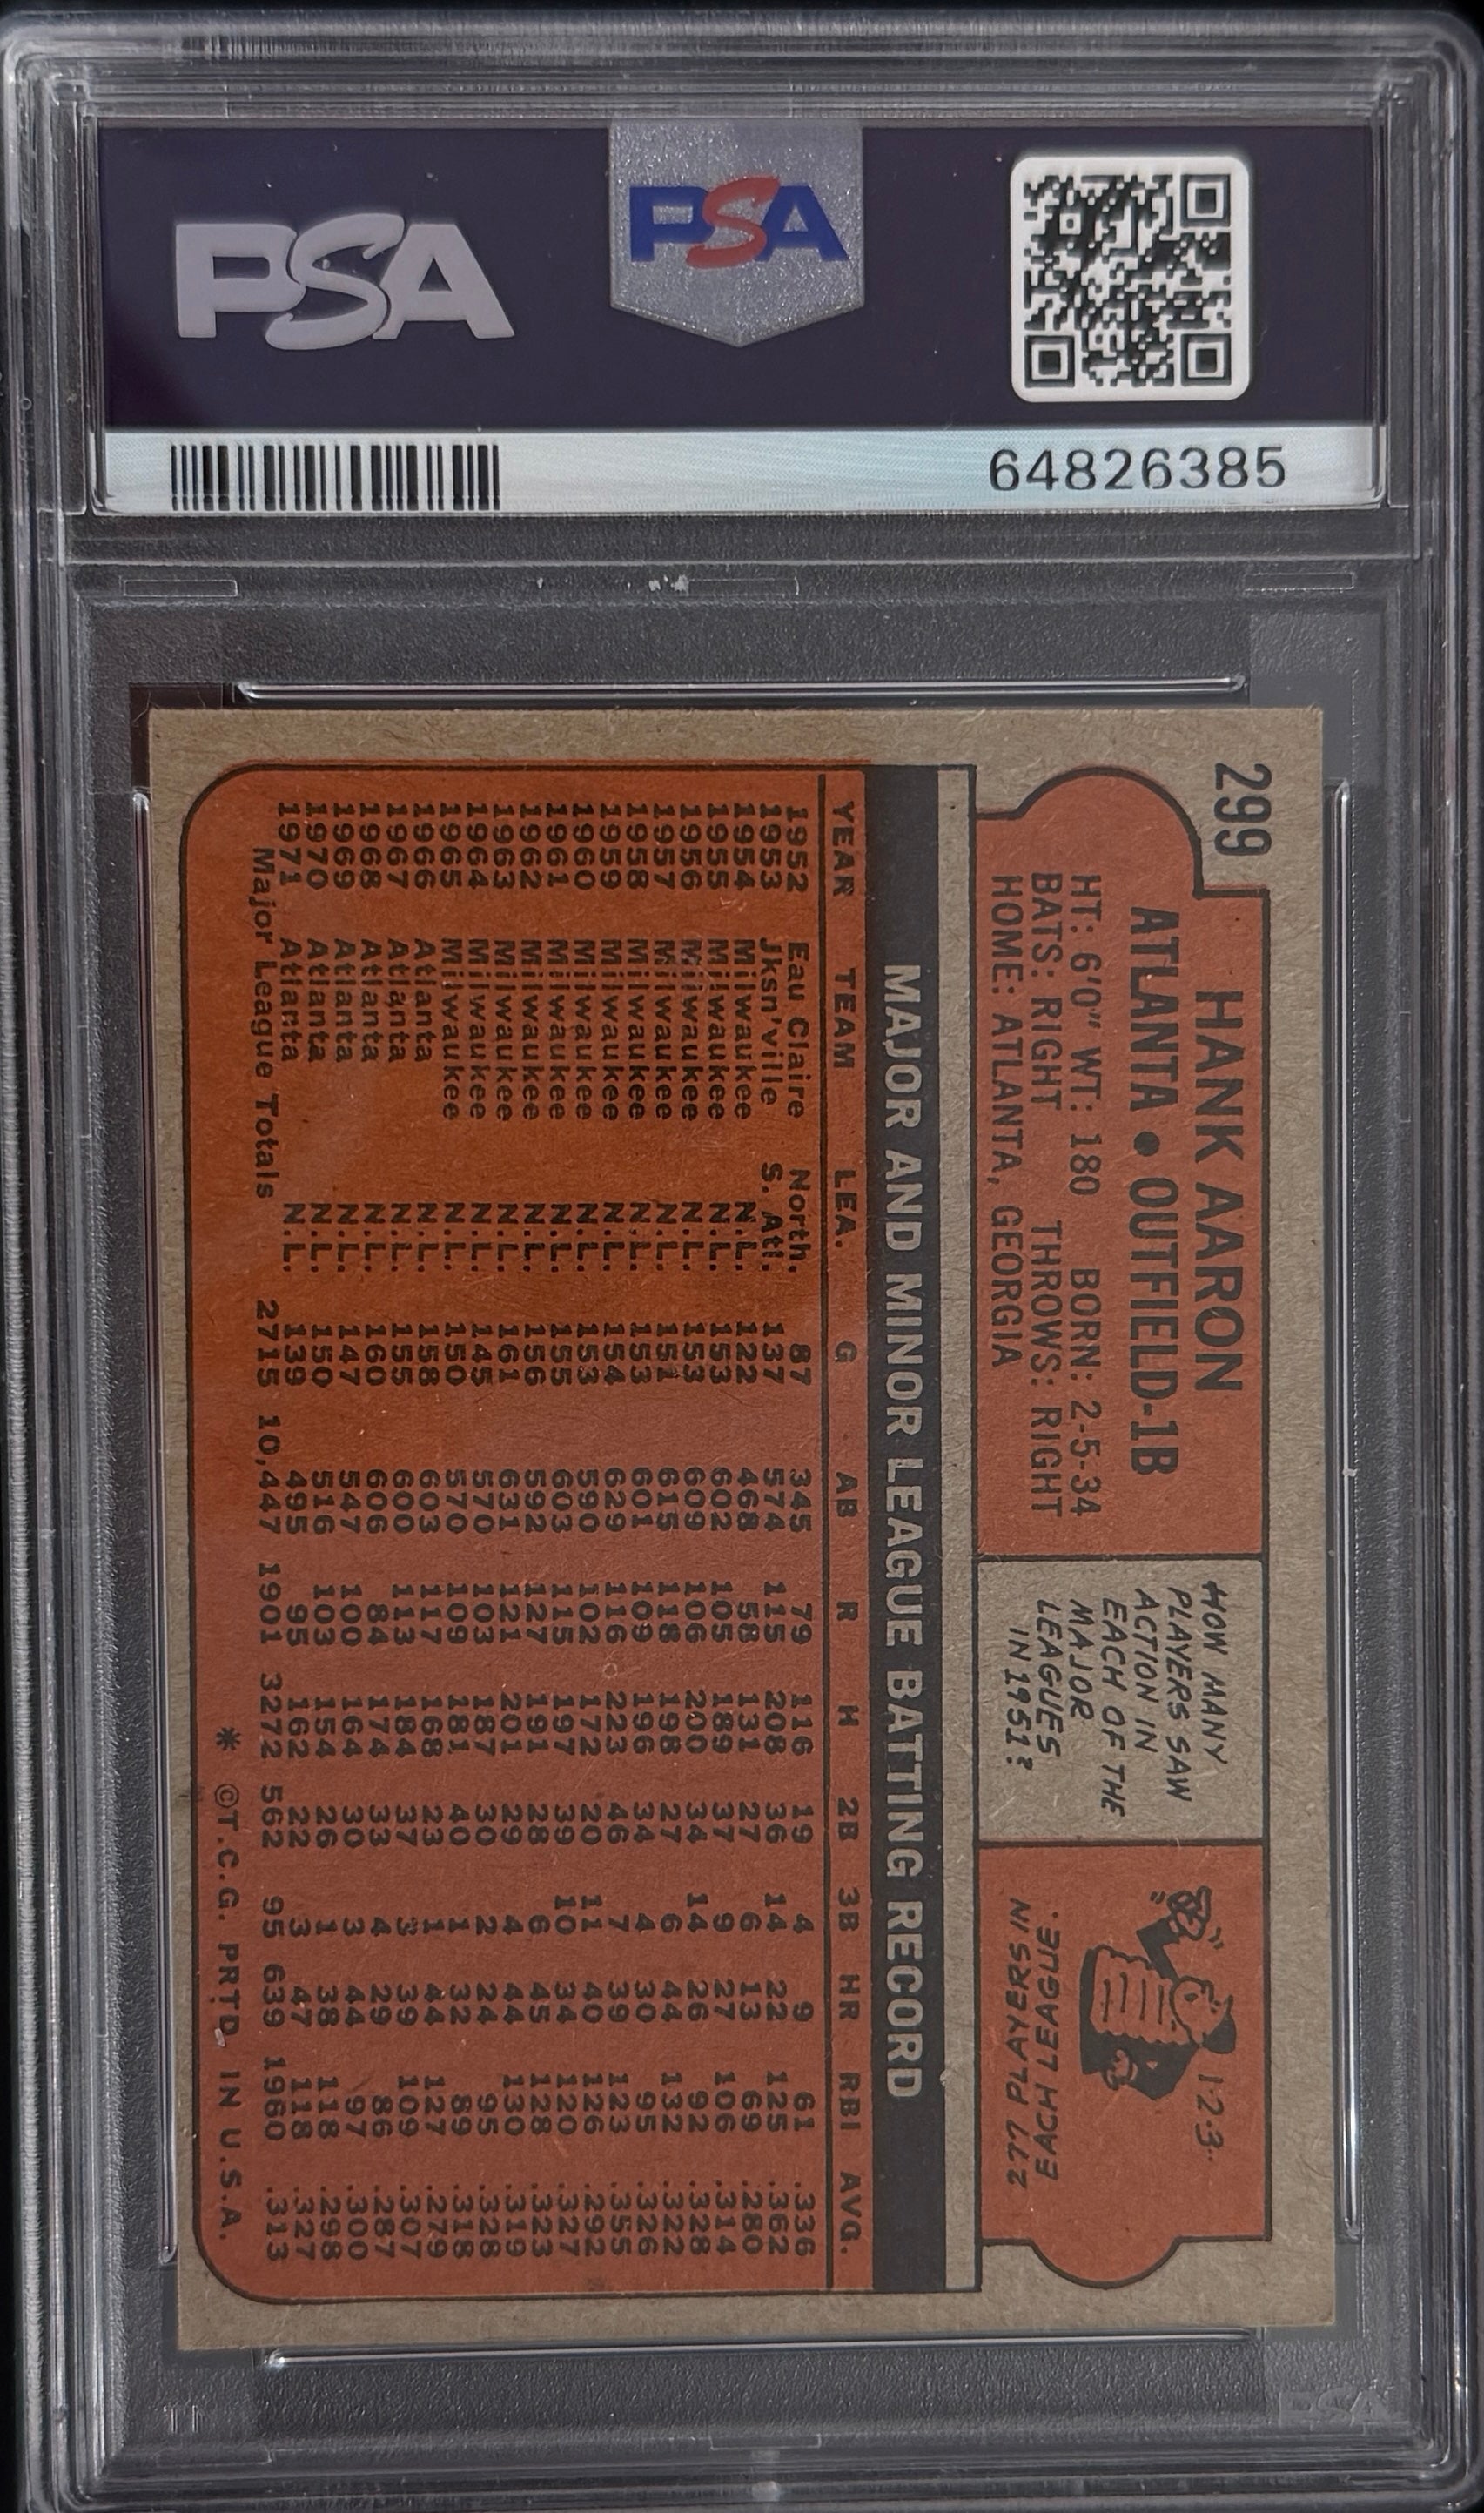 PSA
PSA
64826385
299
HANK AARON
ATLANTA • OUTFIELD-1B
HT: 6'0" WT: 180 BORN: 2-5-34
BATS: RIGHT THROWS: RIGHT
HOME: ATLANTA, GEORGIA
HOW MANY
PLAYERS SAW
ACTION IN
EACH OF THE
MAJOR
LEAGUES
IN 1951?
1-2-3..
277 PLAYERS IN
EACH LEAGUE.
MAJOR AND MINOR LEAGUE BATTING RECORD
YEAR TEAM LEA. G AB R H 2B 3B HR RBI AVG.
1952 Eau Claire North. 87 345 79 116 19 4 9 61 .336
1953 Jksn'ville S. Atl. 137 574 115 208 36 14 22 125 .362
1954 Milwaukee N.L. 122 468 58 131 27 6 13 69 .280
1955 Milwaukee N.L. 153 602 105 189 37 9 27 106 .314
1956 Milwaukee N.L. 153 609 106 200 34 14 26 92 .328
1957 Milwaukee N.L. 151 615 118 198 27 6 44 132 .322
1958 Milwaukee N.L. 153 601 109 196 34 4 30 95 .326
1959 Milwaukee N.L. 154 629 116 223 46 7 39 123 .355
1960 Milwaukee N.L. 153 590 102 172 20 11 40 126 .292
1961 Milwaukee N.L. 155 603 115 197 39 10 34 120 .327
1962 Milwaukee N.L. 156 592 127 191 28 6 45 128 .323
1963 Milwaukee N.L. 161 631 121 201 29 4 44 130 .319
1964 Milwaukee N.L. 145 570 103 187 30 2 24 95 .328
1965 Milwaukee N.L. 150 570 109 181 40 1 32 89 .318
1966 Atlanta N.L. 158 603 117 168 23 1 44 127 .279
1967 Atlanta N.L. 155 600 113 184 37 3 39 109 .307
1968 Atlanta N.L. 160 606 84 174 33 4 29 86 .287
1969 Atlanta N.L. 147 547 100 164 30 3 44 97 .300
1970 Atlanta N.L. 150 516 103 154 26 1 38 118 .298
1971 Atlanta N.L. 139 495 95 162 22 3 47 118 .327
Major League Totals 2715 10,447 1901 3272 562 95 639 1960 .313
* ©T.C.G. PRTD. IN U.S.A.
PSA